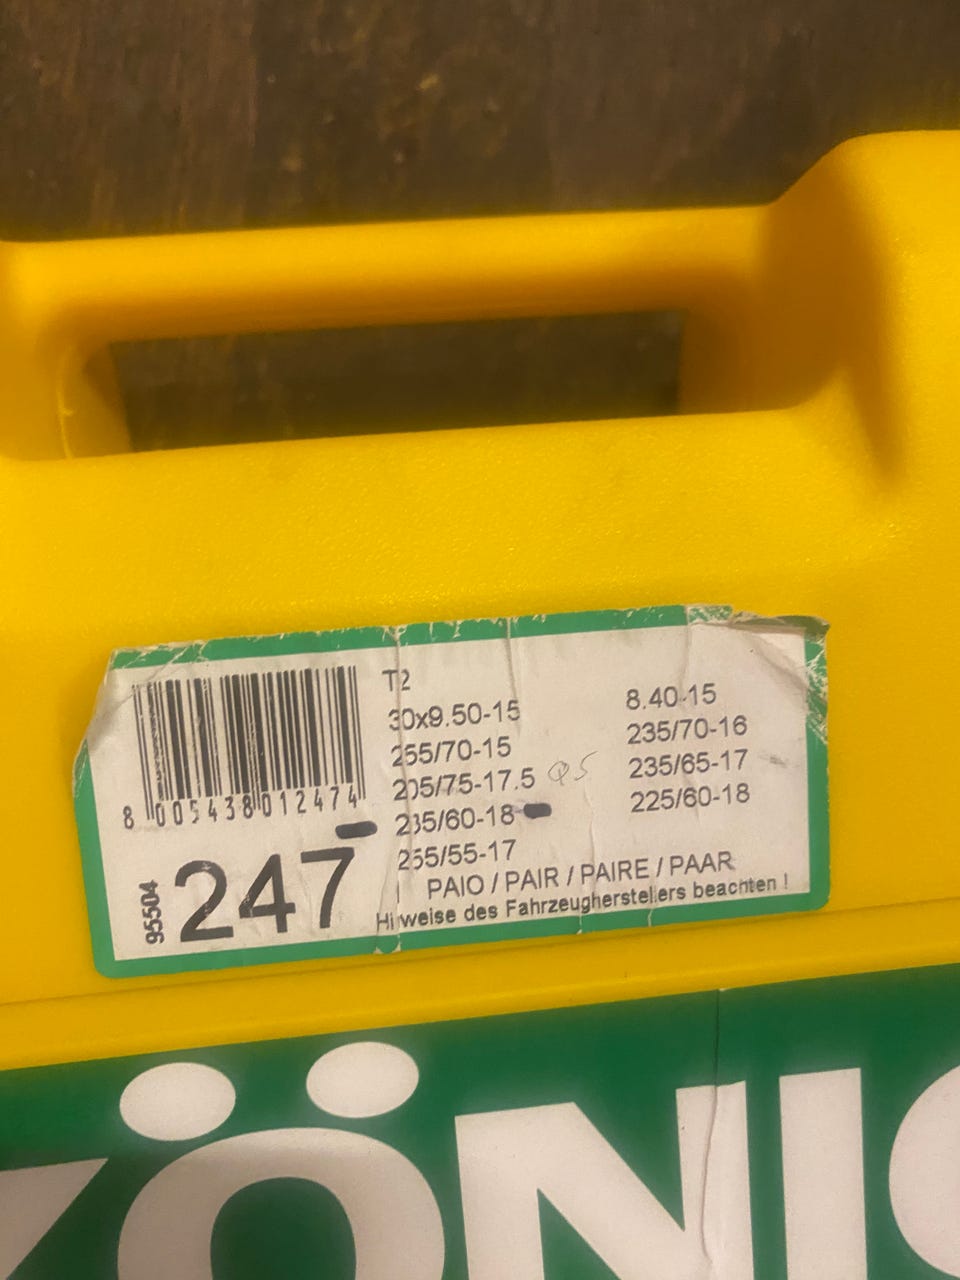 T2
30x9.50-15 8.40-15
255/70-15 235/70-16
205/75-17.5 Q5 235/65-17
235/60-18 225/60-18
255/55-17
8 005438 012474
95504 247
PAIO / PAIR / PAIRE / PAAR
Hinweise des Fahrzeugherstellers beachten !
KÖNIG